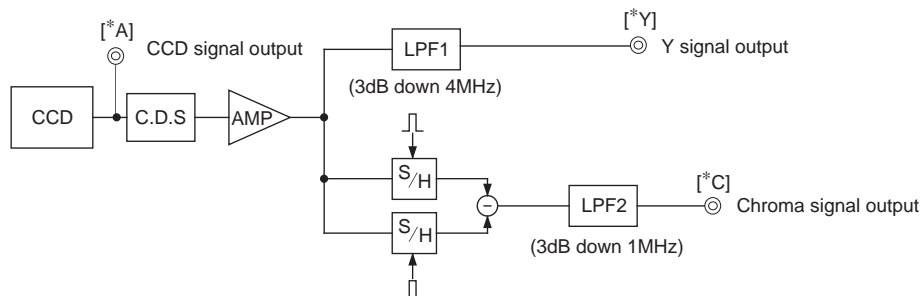 [*A]
CCD signal output
[*Y]
Y signal output
LPF1
(3dB down 4MHz)
CCD
C.D.S
AMP
S/H
S/H
LPF2
(3dB down 1MHz)
[*C]
Chroma signal output